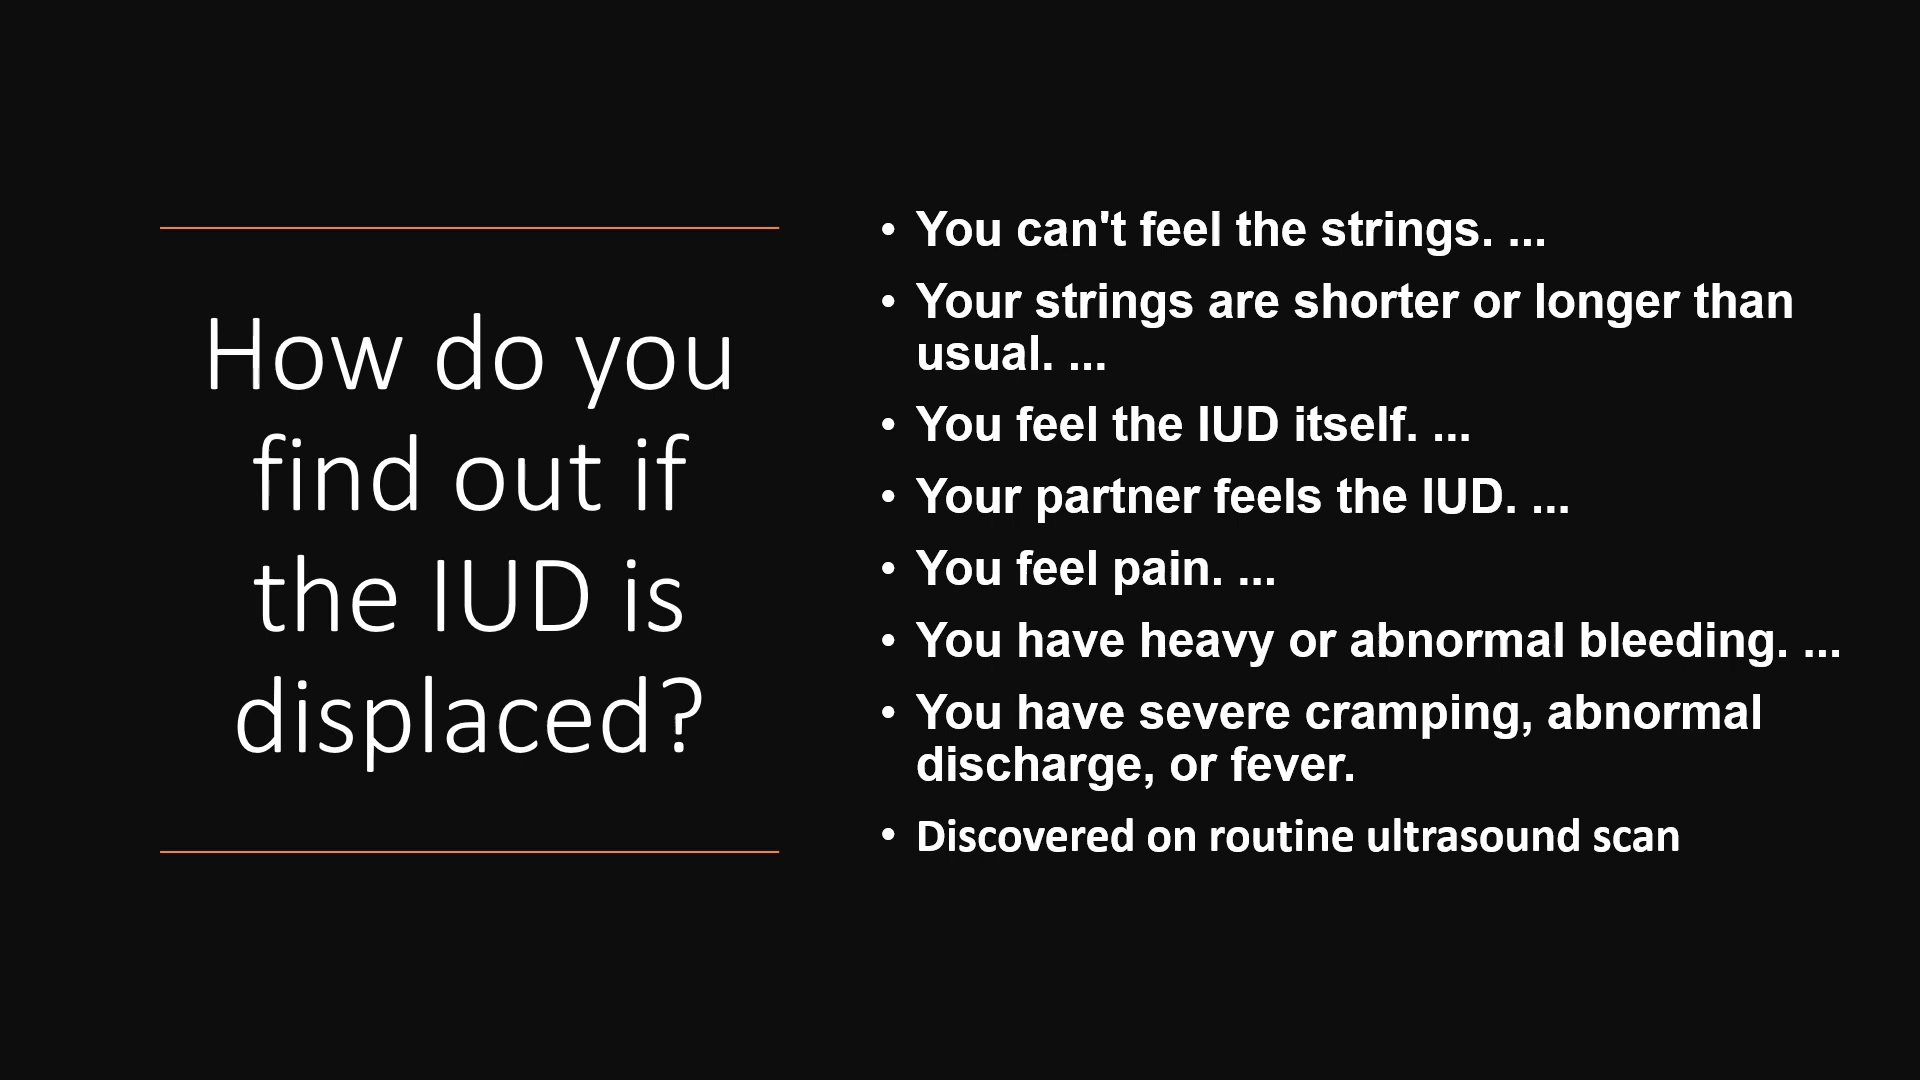 How do you
find out if
the IUD is
displaced?
• You can't feel the strings. ...
• Your strings are shorter or longer than
usual. ...
• You feel the IUD itself. ...
• Your partner feels the IUD. ...
• You feel pain. ...
• You have heavy or abnormal bleeding. ...
• You have severe cramping, abnormal
discharge, or fever.
• Discovered on routine ultrasound scan